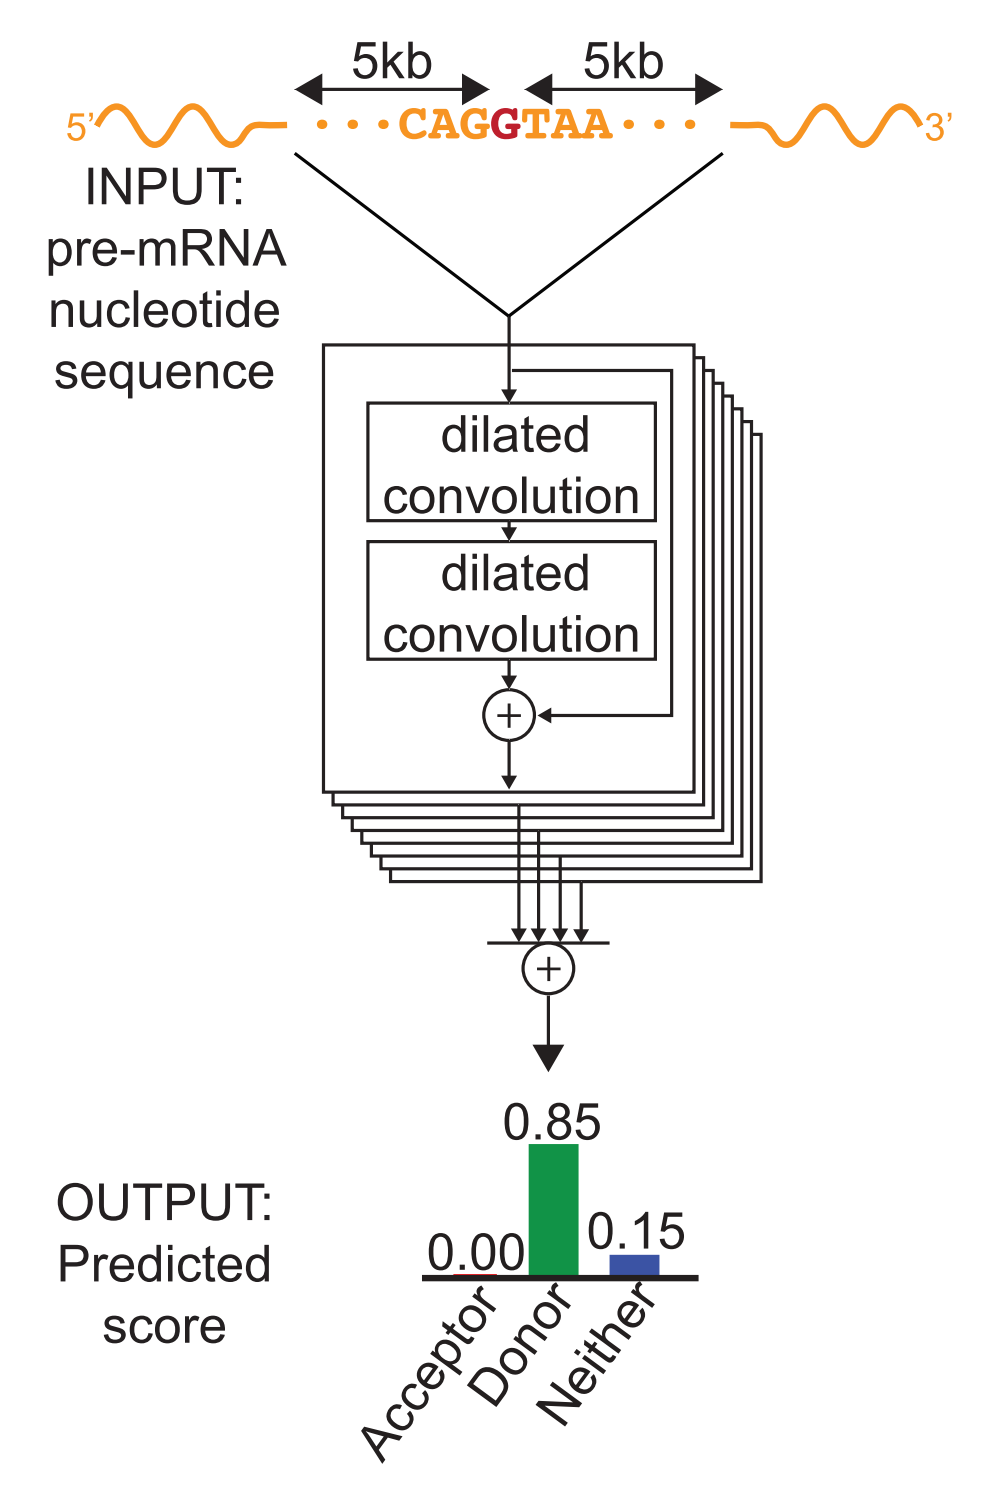 5kb 5kb
5’ • • • CAGGTAA • • • 3’
INPUT:
pre-mRNA
nucleotide
sequence
dilated
convolution
dilated
convolution
+
+
OUTPUT:
Predicted
score
0.00 0.85 0.15
Acceptor Donor Neither